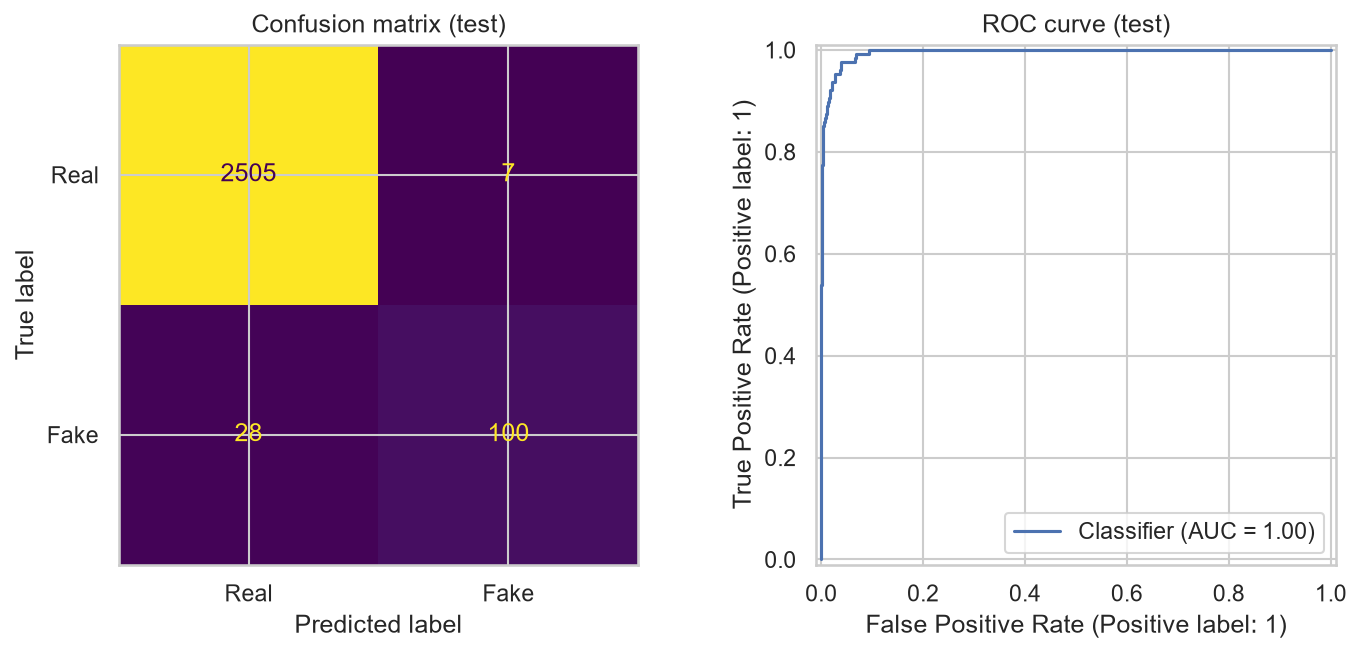 Confusion matrix (test)
2505
7
28
100
Real
Fake
True label
Real
Fake
Predicted label
ROC curve (test)
1.0
0.8
0.6
0.4
0.2
0.0
True Positive Rate (Positive label: 1)
Classifier (AUC = 1.00)
0.0
0.2
0.4
0.6
0.8
1.0
False Positive Rate (Positive label: 1)